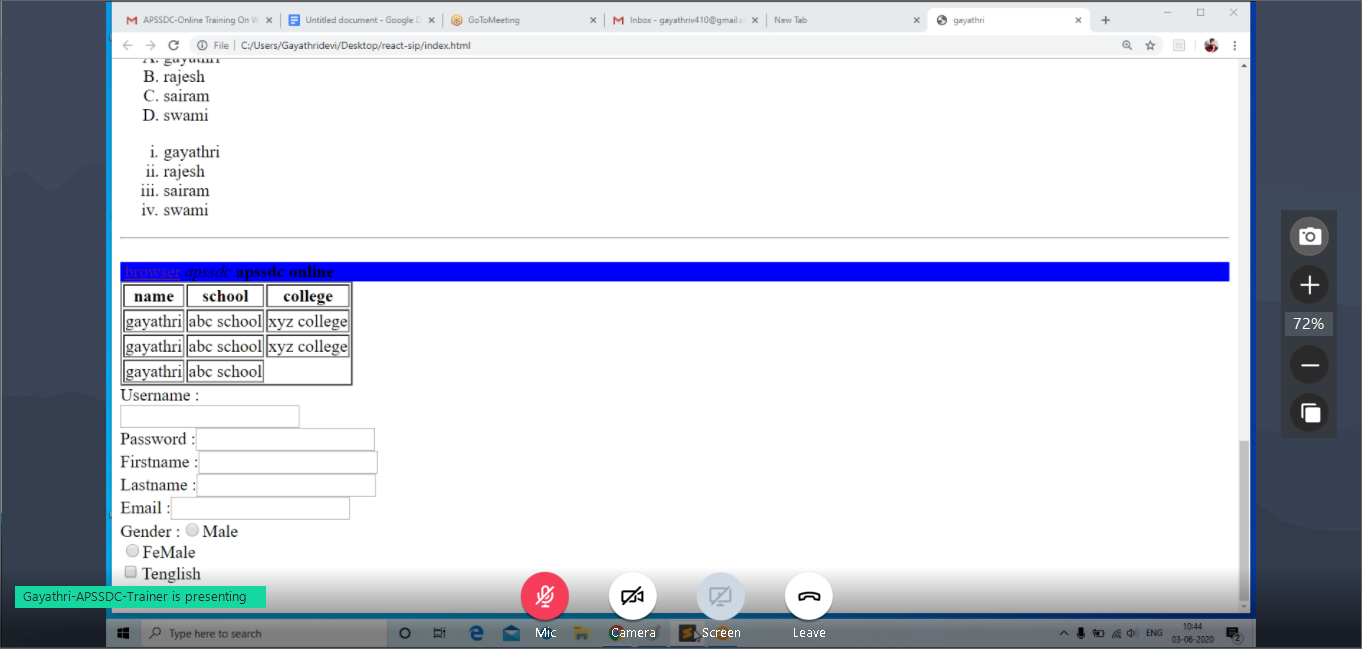 APSSDC-Online Training On W
Untitled document - Google D
GoToMeeting
Inbox - gayathriv410@gmail.c
New Tab
gayathri
File
C:/Users/Gayathridevi/Desktop/react-sip/index.html
A. gayathri
B. rajesh
C. sairam
D. swami
i. gayathri
ii. rajesh
iii. sairam
iv. swami
browser apssdc apssdc online
name school college
gayathri abc school xyz college
gayathri abc school xyz college
gayathri abc school
Username :
Password :
Firstname :
Lastname :
Email :
Gender : Male
FeMale
Tenglish
72%
Gayathri-APSSDC-Trainer is presenting
Mic
Camera
Screen
Leave
Type here to search
ENG
10:44
03-06-2020
2